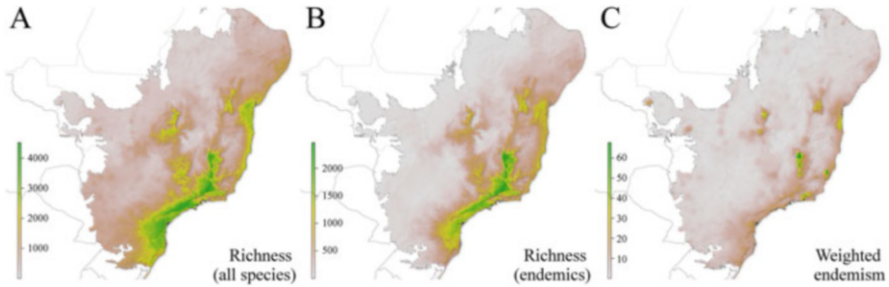 A
B
C
4000
3000
2000
1000
Richness
(all species)
2000
1500
1000
500
Richness
(endemics)
60
50
40
30
20
10
Weighted
endemism